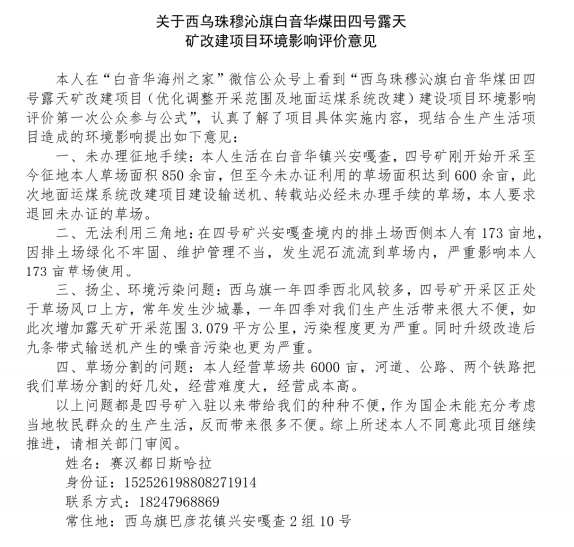 关于西乌珠穆沁旗白音华煤田四号露天
矿改建项目环境影响评价意见
本人在“白音华海州之家”微信公众号上看到“西乌珠穆沁旗白音华煤田四
号露天矿改建项目（优化调整开采范围及地面运煤系统改建）建设项目环境影响
评价第一次公众参与公式”，认真了解了项目具体实施内容，现结合生产生活项
目造成的环境影响提出如下意见：
一、未办理征地手续：本人生活在白音华镇兴安嘎查，四号矿刚开始开采至
今征地本人草场面积 850 余亩，但至今未办证利用的草场面积达到 600 余亩，此
次地面运煤系统改建项目建设输送机、转载站必经未办理手续的草场，本人要求
退回未办证的草场。
二、无法利用三角地：在四号矿兴安嘎查境内的排土场西侧本人有 173 亩地，
因排土场绿化不牢固、维护管理不当，发生泥石流流到草场内，严重影响本人
173 亩草场使用。
三、扬尘、环境污染问题：西乌旗一年四季西北风较多，四号矿开采区正处
于草场风口上方，常年发生沙城暴，一年四季对我们生产生活带来很大不便，如
此次增加露天矿开采范围 3.079 平方公里，污染程度更为严重。同时升级改造后
九条带式输送机产生的噪音污染也更为严重。
四、草场分割的问题：本人经营草场共 6000 亩，河道、公路、两个铁路把
我们草场分割的好几处，经营难度大，经营成本高。
以上问题都是四号矿入驻以来带给我们的种种不便，作为国企未能充分考虑
当地牧民群众的生产生活，反而带来很多不便。综上所述本人不同意此项目继续
推进，请相关部门审阅。
姓名：赛汉都日斯哈拉
身份证：152526198808271914
联系方式：18247968869
常住地：西乌旗巴彦花镇兴安嘎查 2 组 10 号